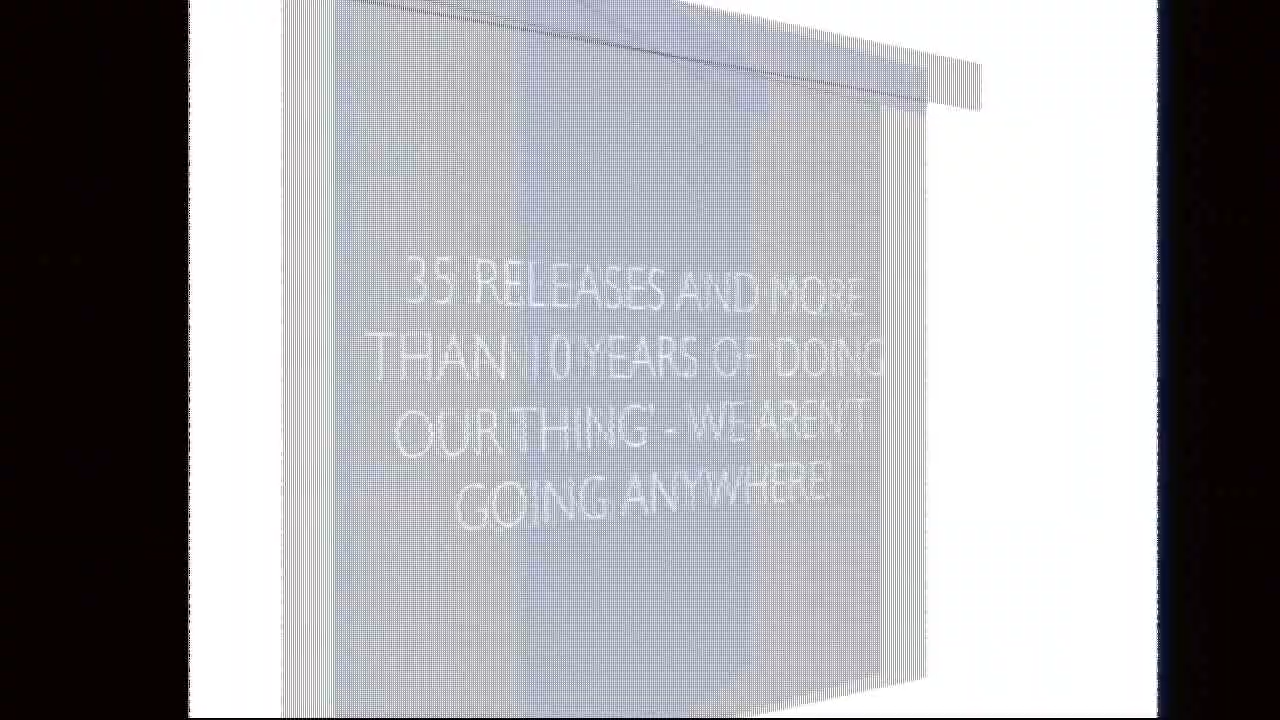 35 RELEASES AND MORE
THAN 10 YEARS OF 'DOING
OUR THING' - WE AREN'T
GOING ANYWHERE!